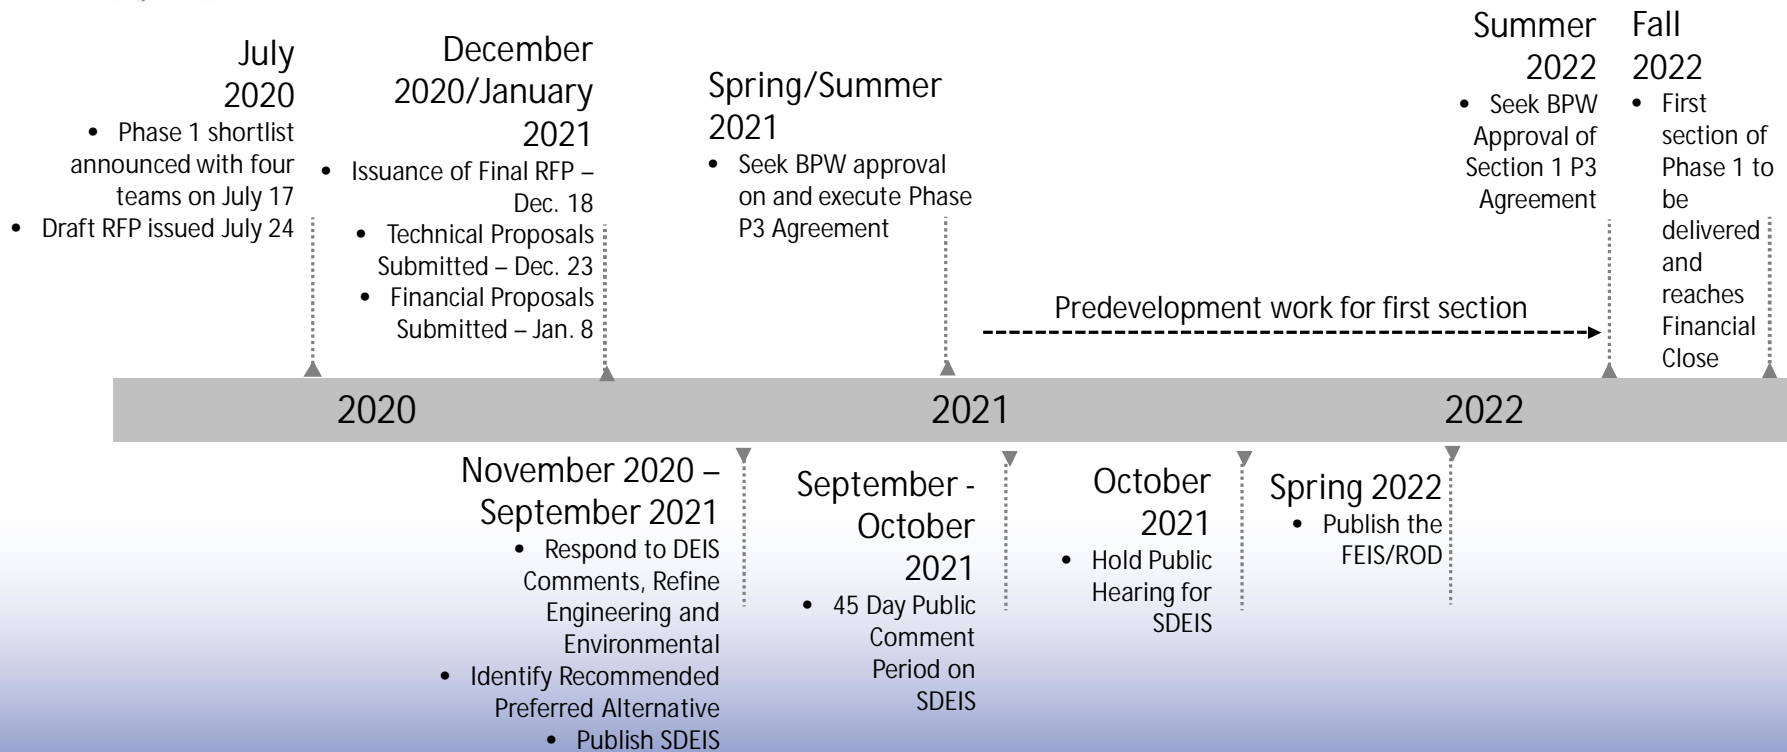 July
2020
• Phase 1 shortlist
announced with four
teams on July 17
• Draft RFP issued July 24
December
2020/January
2021
• Issuance of Final RFP –
Dec. 18
• Technical Proposals
Submitted – Dec. 23
• Financial Proposals
Submitted – Jan. 8
Spring/Summer
2021
• Seek BPW approval
on and execute Phase
P3 Agreement
Predevelopment work for first section
Summer
2022
• Seek BPW
Approval of
Section 1 P3
Agreement
Fall
2022
• First
section of
Phase 1 to
be
delivered
and
reaches
Financial
Close
2020
2021
2022
November 2020 –
September 2021
• Respond to DEIS
Comments, Refine
Engineering and
Environmental
• Identify Recommended
Preferred Alternative
• Publish SDEIS
September -
October
2021
• 45 Day Public
Comment
Period on
SDEIS
October
2021
• Hold Public
Hearing for
SDEIS
Spring 2022
• Publish the
FEIS/ROD